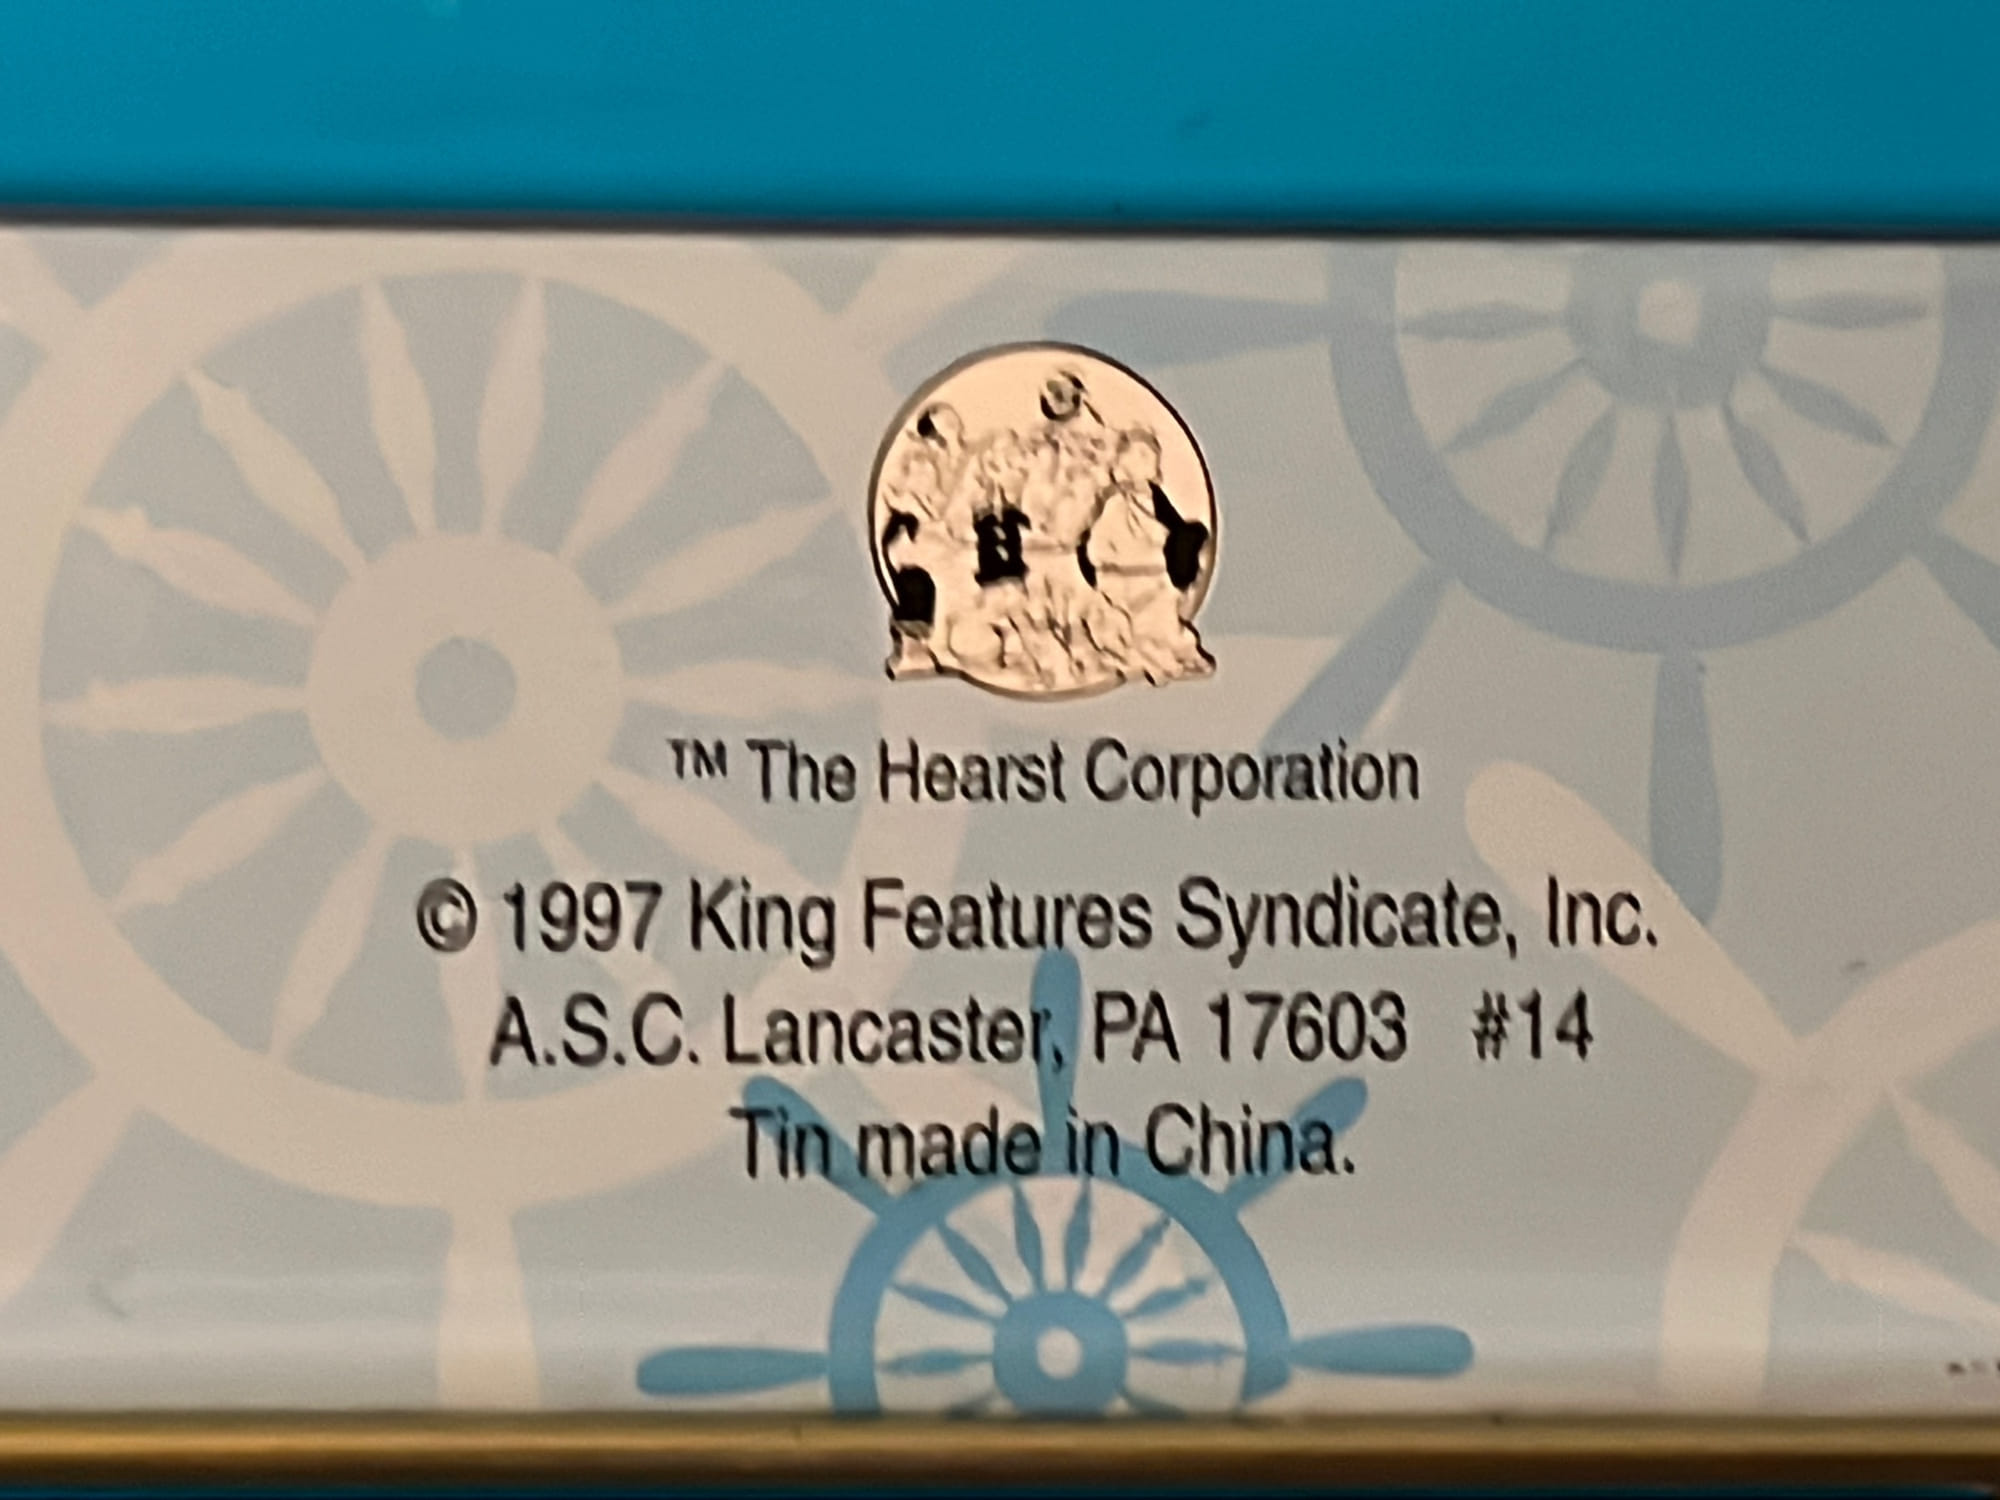 ™ The Hearst Corporation
© 1997 King Features Syndicate, Inc.
A.S.C. Lancaster, PA 17603 #14
Tin made in China.